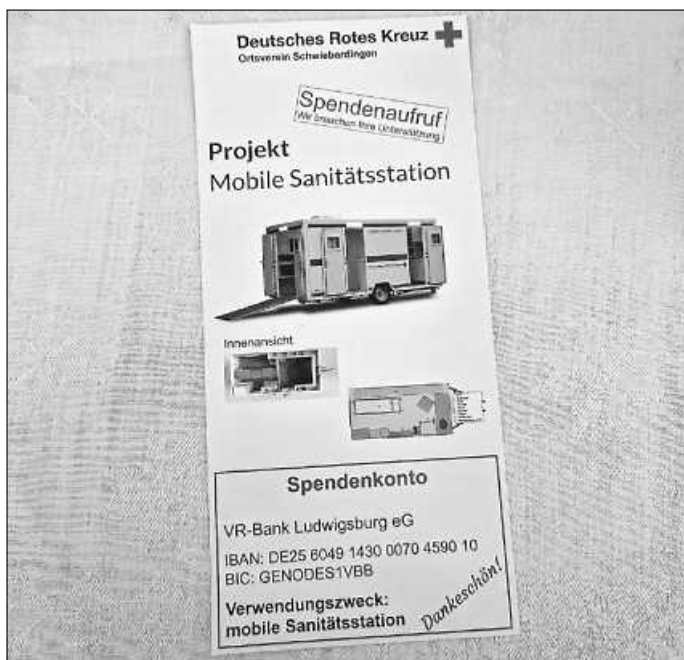 Deutsches Rotes Kreuz
Ortsverein Schwieberdingen
Spendenaufruf
Wir brauchen Ihre Unterstützung
Projekt
Mobile Sanitätsstation
Innenansicht
Spendenkonto
VR-Bank Ludwigsburg eG
IBAN: DE25 6049 1430 0070 4590 10
BIC: GENODES1VBB
Verwendungszweck:
mobile Sanitätsstation
Dankeschön!